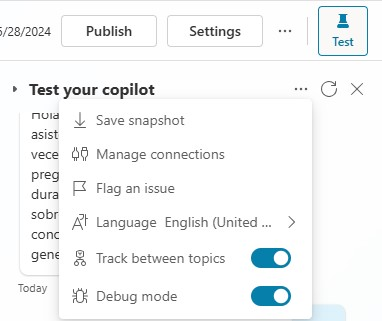 5/28/2024 Publish Settings ... Test
Test your copilot ...
Hola
Save snapshot
asist
vece
Manage connections
preg
Flag an issue
dura
sobr
Language English (United ...
conc
gene
Track between topics
Today
Debug mode